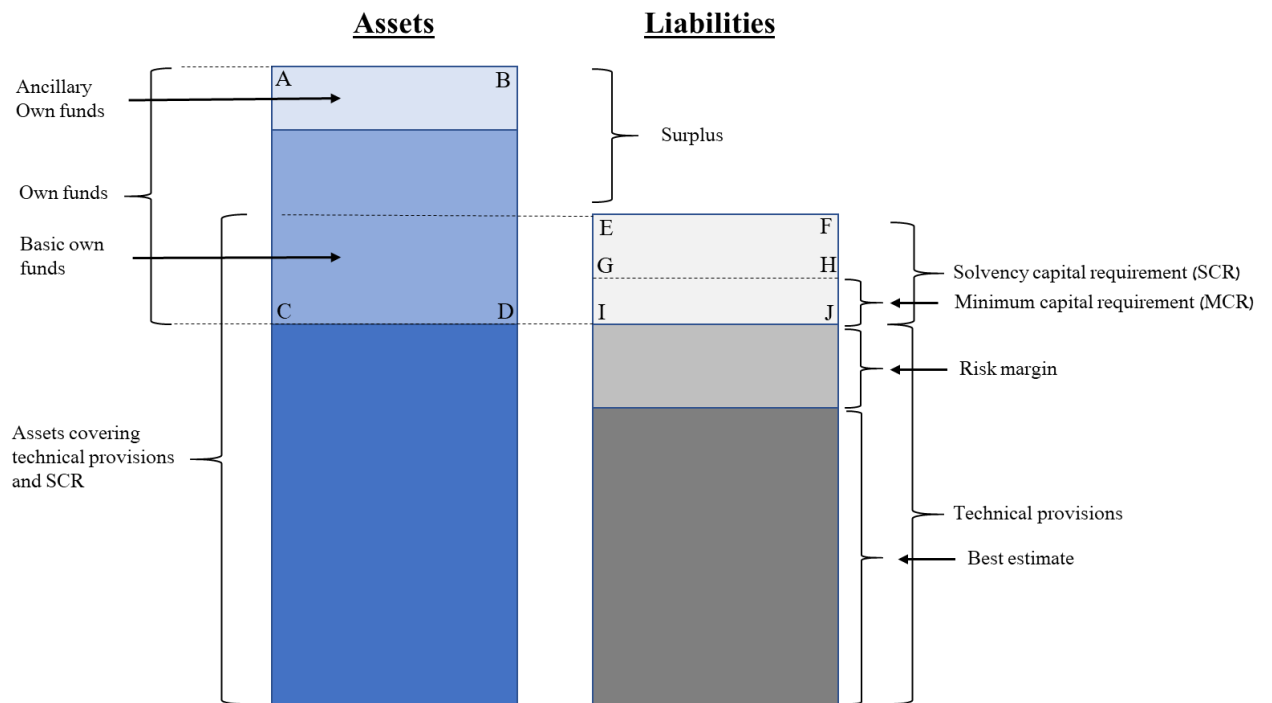 Assets
Liabilities
Ancillary
Own funds
A
B
Surplus
Own funds
Basic own
funds
E
F
G
H
Solvency capital requirement (SCR)
Minimum capital requirement (MCR)
C
D
I
J
Risk margin
Assets covering
technical provisions
and SCR
Technical provisions
Best estimate